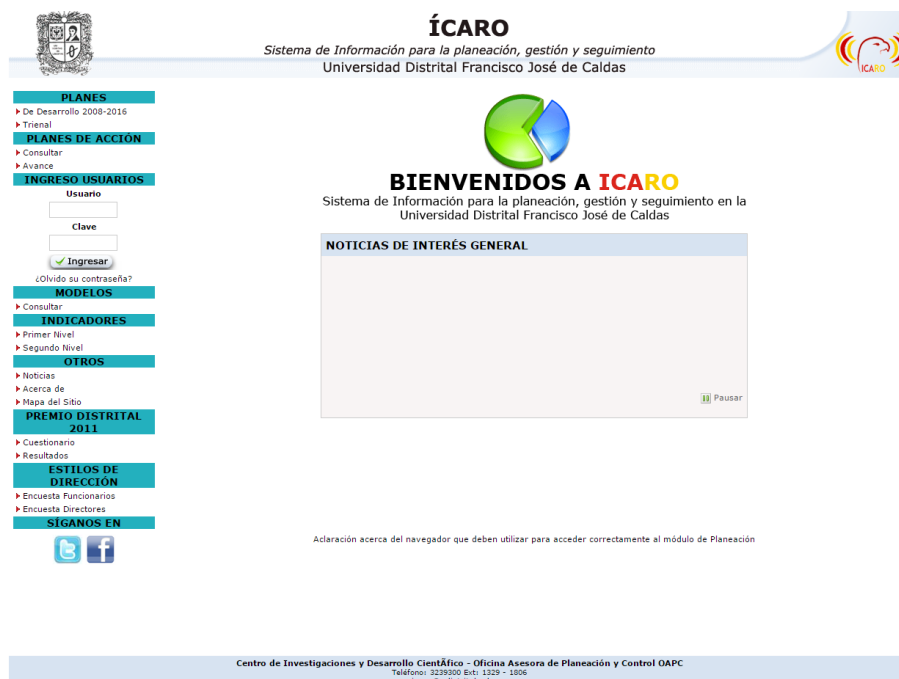 ÍCARO
Sistema de Información para la planeación, gestión y seguimiento
Universidad Distrital Francisco José de Caldas
ICARO
PLANES
De Desarrollo 2008-2016
Trienal
PLANES DE ACCIÓN
Consultar
Avance
INGRESO USUARIOS
Usuario
Clave
Ingresar
¿Olvido su contraseña?
MODELOS
Consultar
INDICADORES
Primer Nivel
Segundo Nivel
OTROS
Noticias
Acerca de
Mapa del Sitio
PREMIO DISTRITAL
2011
Cuestionario
Resultados
ESTILOS DE
DIRECCIÓN
Encuesta Funcionarios
Encuesta Directores
SÍGANOS EN
BIENVENIDOS A ICARO
Sistema de Información para la planeación, gestión y seguimiento en la
Universidad Distrital Francisco José de Caldas
NOTICIAS DE INTERÉS GENERAL
Pausar
Aclaración acerca del navegador que deben utilizar para acceder correctamente al módulo de Planeación
Centro de Investigaciones y Desarrollo CientÃfico - Oficina Asesora de Planeación y Control OAPC
Teléfono: 3239300 Ext: 1329 - 1806